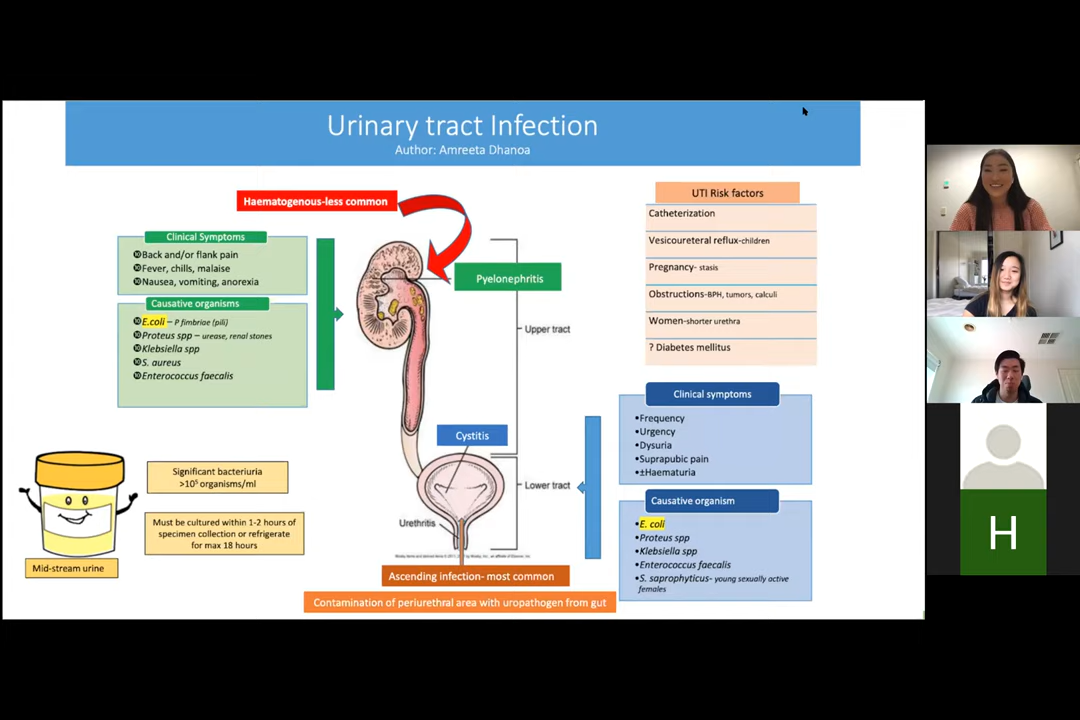 Urinary tract Infection
Author: Amreeta Dhanoa
Haematogenous-less common
Clinical Symptoms
Back and/or flank pain
Fever, chills, malaise
Nausea, vomiting, anorexia
Causative organisms
E.coli – P fimbriae (pili)
Proteus spp – urease, renal stones
Klebsiella spp
S. aureus
Enterococcus faecalis
Pyelonephritis
Upper tract
Cystitis
Lower tract
Urethritis
Ascending infection- most common
Contamination of periurethral area with uropathogen from gut
Significant bacteriuria
>10⁵ organisms/ml
Must be cultured within 1-2 hours of
specimen collection or refrigerate
for max 18 hours
Mid-stream urine
UTI Risk factors
Catheterization
Vesicoureteral reflux-children
Pregnancy- stasis
Obstructions-BPH, tumors, calculi
Women-shorter urethra
? Diabetes mellitus
Clinical symptoms
•Frequency
•Urgency
•Dysuria
•Suprapubic pain
•±Haematuria
Causative organism
•E. coli
•Proteus spp
•Klebsiella spp
•Enterococcus faecalis
•S. saprophyticus- young sexually active
females
H